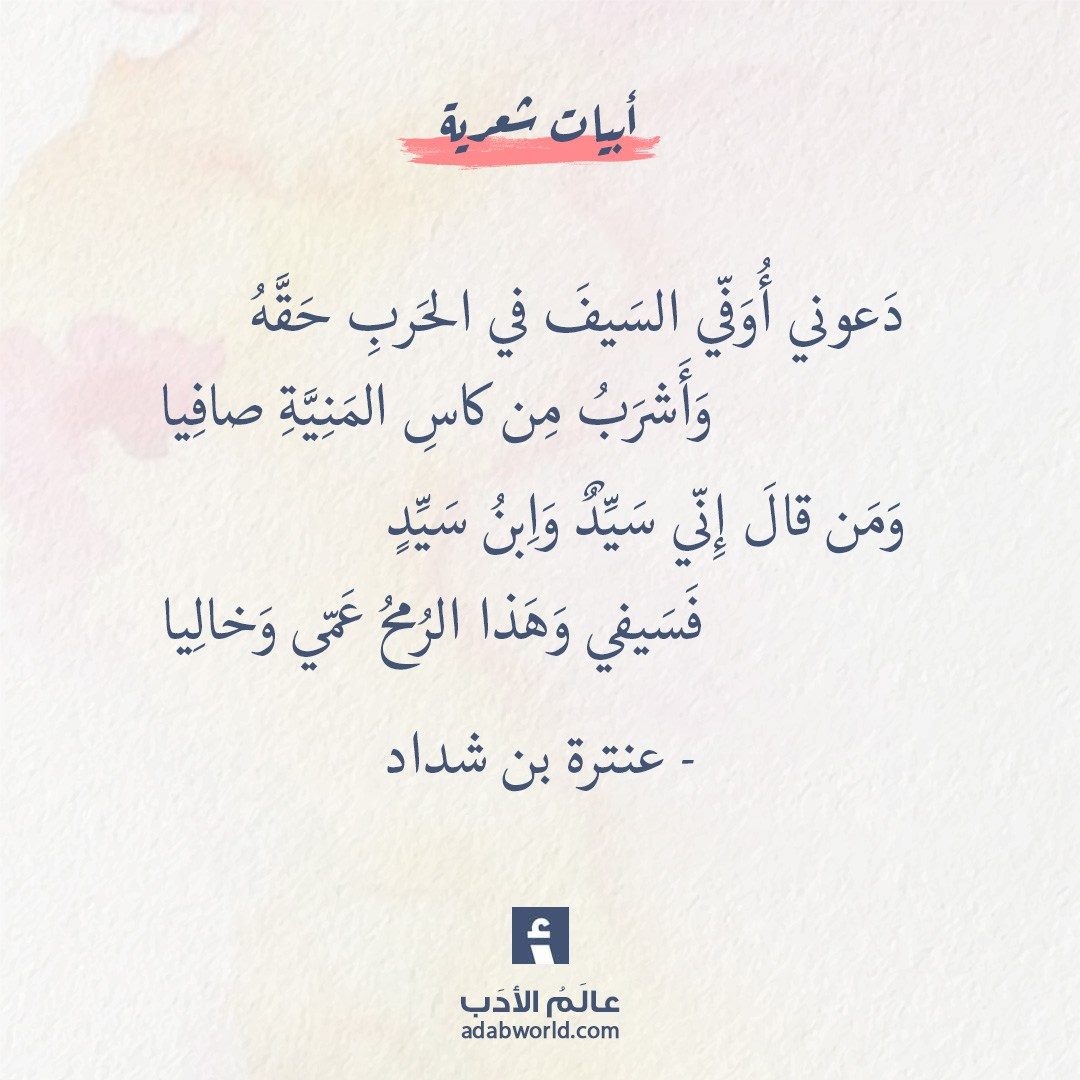 أبيات شعرية
دَعوني أُوَفّي السَيفَ في الحَربِ حَقَّهُ
وَأَشرَبُ مِن كاسِ المَنِيَّةِ صافِيا
وَمَن قالَ إِنّي سَيِّدٌ وَاِبنُ سَيِّدٍ
فَسَيفي وَهَذا الرُمحُ عَمّي وَخالِيا
- عنترة بن شداد
أ
عالَمُ الأدَب
adabworld.com